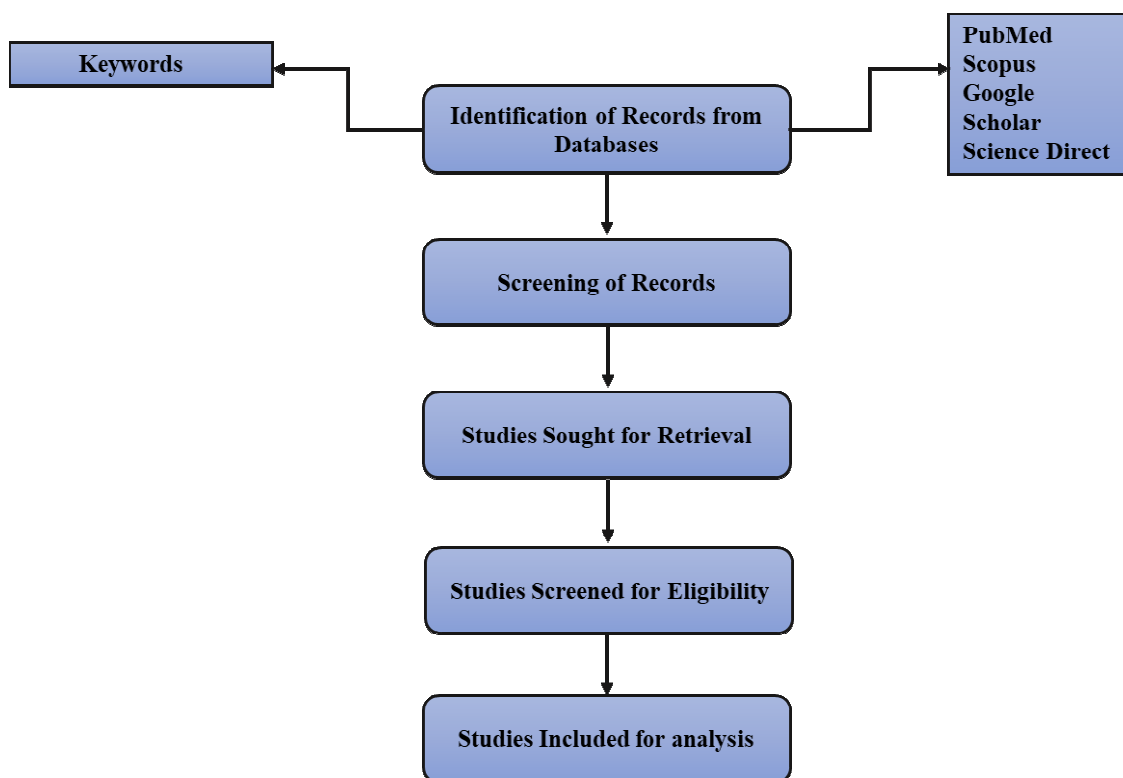 Keywords
Identification of Records from
Databases
PubMed
Scopus
Google
Scholar
Science Direct
Screening of Records
Studies Sought for Retrieval
Studies Screened for Eligibility
Studies Included for analysis